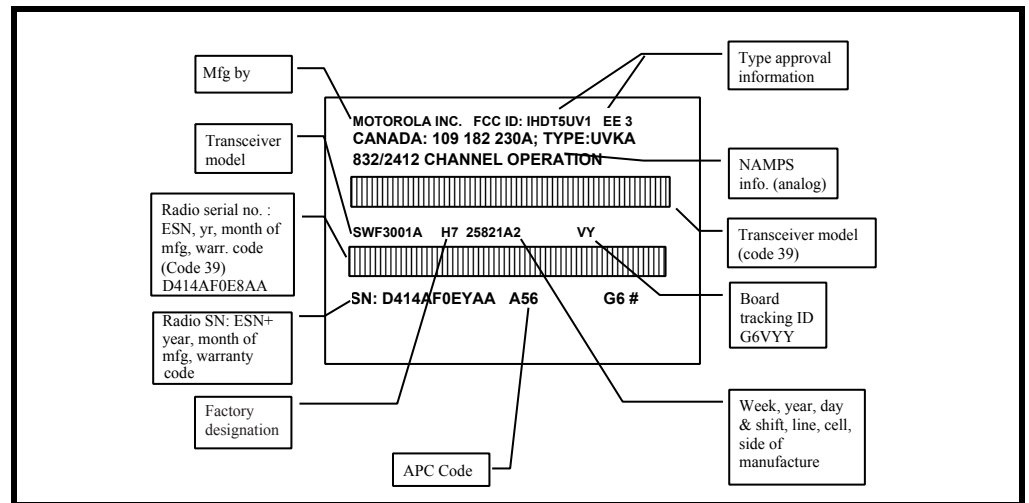 Mfg by
Type approval
information
MOTOROLA INC. FCC ID: IHDT5UV1 EE 3
CANADA: 109 182 230A; TYPE:UVKA
832/2412 CHANNEL OPERATION
Transceiver
model
NAMPS
info. (analog)
Radio serial no. :
ESN, yr, month of
mfg, warr. code
(Code 39)
D414AF0E8AA
SWF3001A H7 25821A2 VY
Transceiver model
(code 39)
SN: D414AF0EYAA A56 G6 #
Radio SN: ESN+
year, month of
mfg, warranty
code
Board
tracking ID
G6VYY
Factory
designation
APC Code
Week, year, day
& shift, line, cell,
side of
manufacture